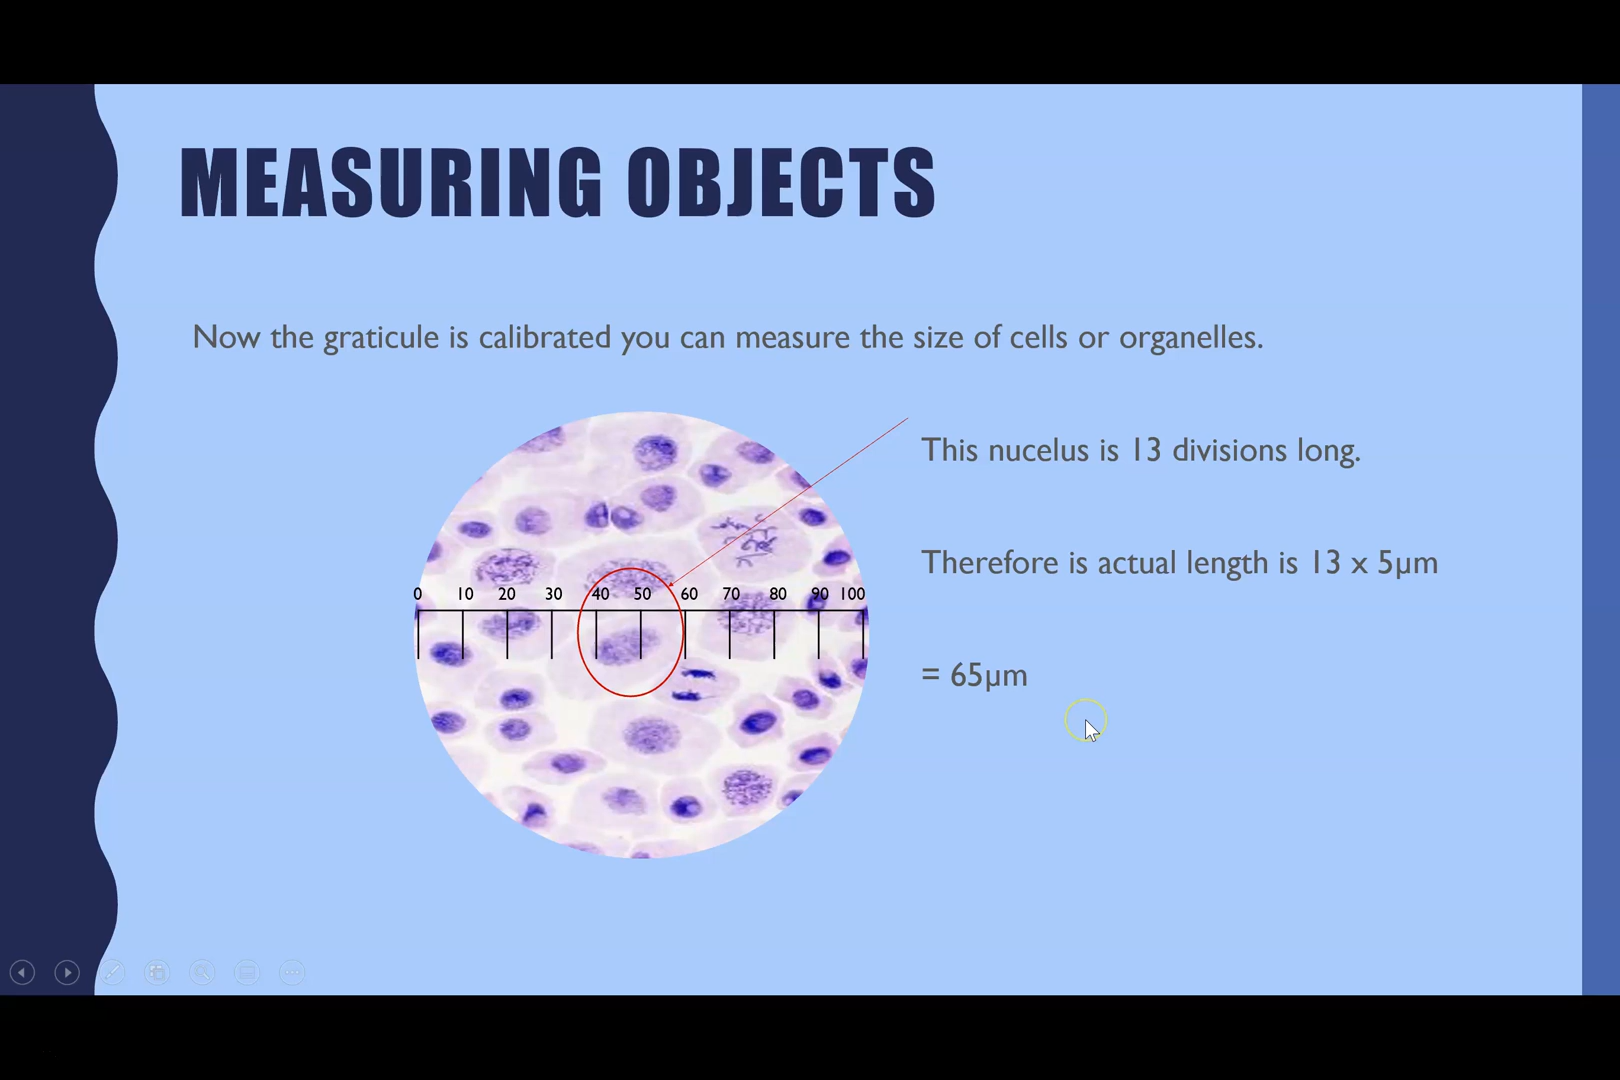 MEASURING OBJECTS
Now the graticule is calibrated you can measure the size of cells or organelles.
This nucelus is 13 divisions long.
Therefore is actual length is 13 x 5µm
= 65µm
0 10 20 30 40 50 60 70 80 90 100